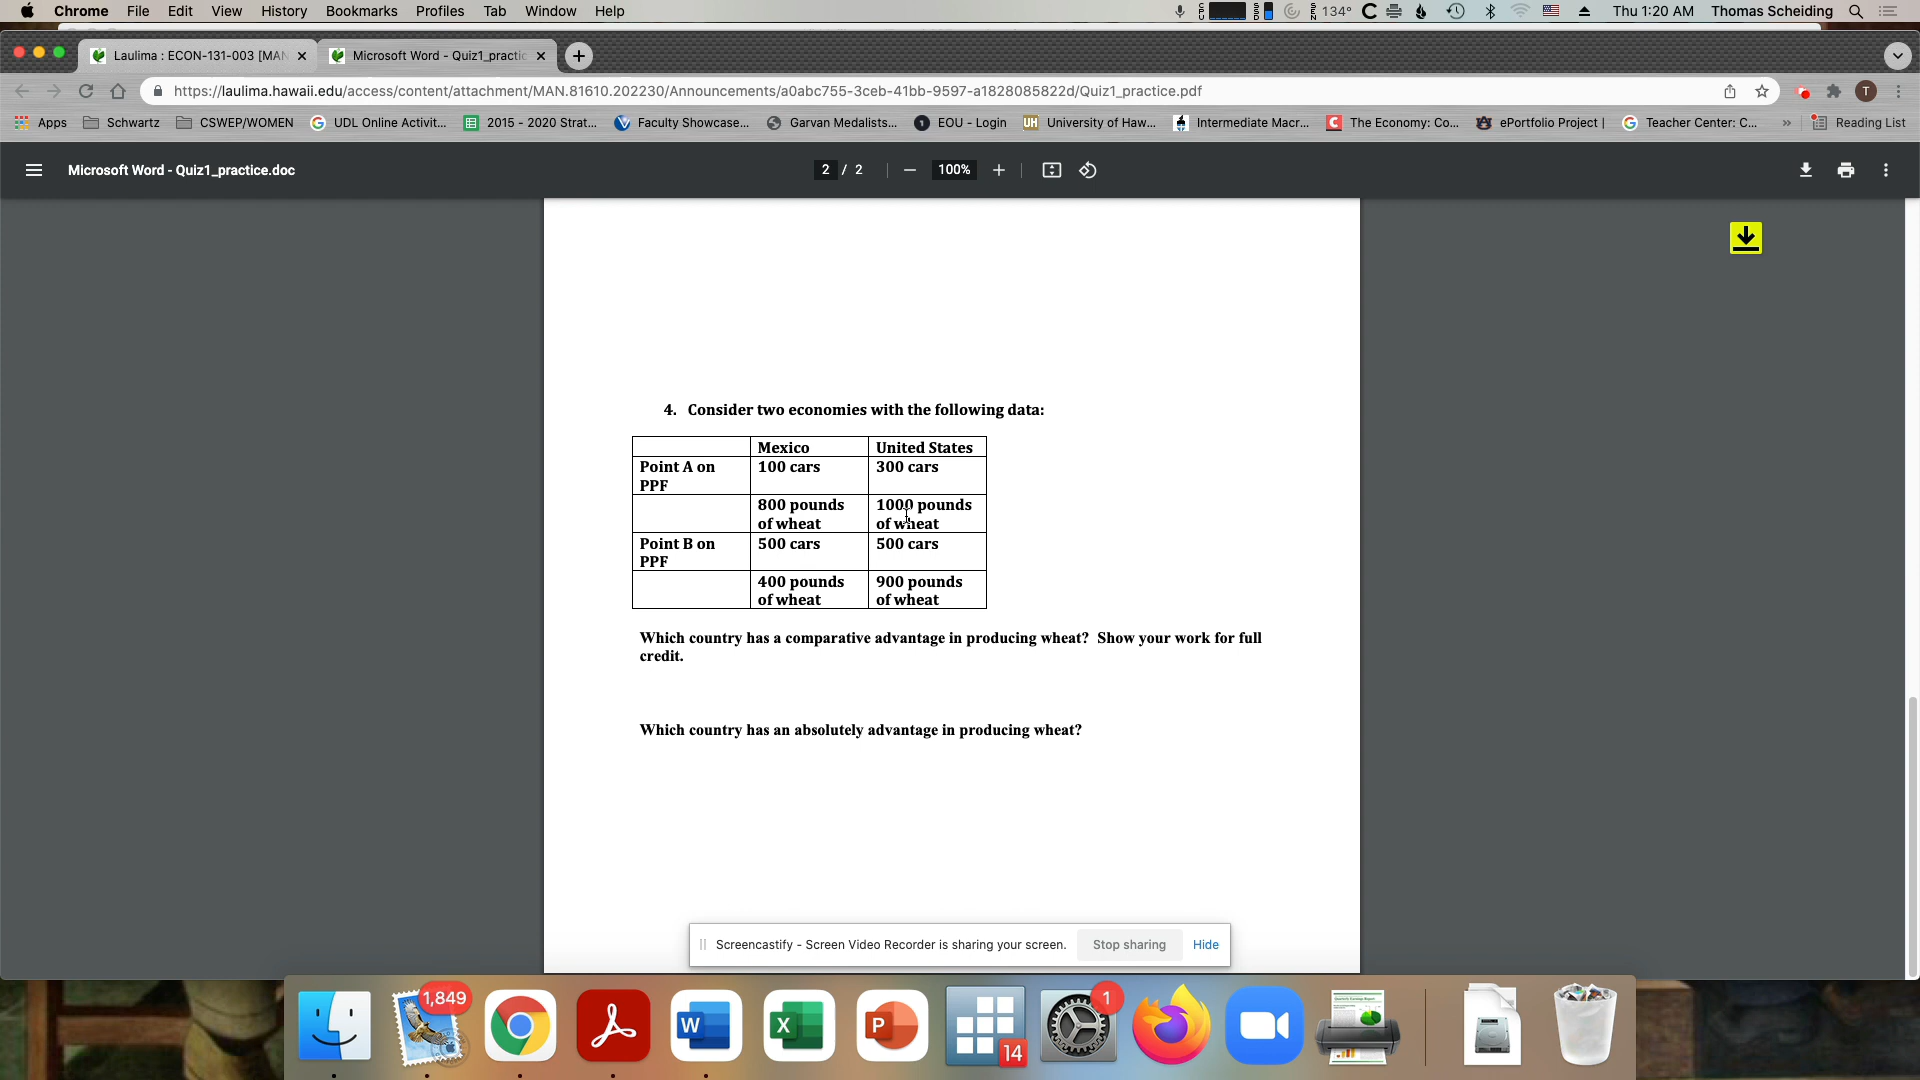 Chrome File Edit View History Bookmarks Profiles Tab Window Help
134° Thu 1:20 AM Thomas Scheiding
Laulima : ECON-131-003 [MAN
Microsoft Word - Quiz1_practic
https://laulima.hawaii.edu/access/content/attachment/MAN.81610.202230/Announcements/a0abc755-3ceb-41bb-9597-a1828085822d/Quiz1_practice.pdf
T
Apps Schwartz CSWEP/WOMEN UDL Online Activit... 2015 - 2020 Strat... Faculty Showcase... Garvan Medalists... EOU - Login University of Haw... Intermediate Macr... The Economy: Co... ePortfolio Project | Teacher Center: C... » Reading List
Microsoft Word - Quiz1_practice.doc
2 / 2
100%
4. Consider two economies with the following data:
Mexico United States
Point A on PPF 100 cars 300 cars
800 pounds of wheat 1000 pounds of wheat
Point B on PPF 500 cars 500 cars
400 pounds of wheat 900 pounds of wheat
Which country has a comparative advantage in producing wheat? Show your work for full
credit.
Which country has an absolutely advantage in producing wheat?
Screencastify - Screen Video Recorder is sharing your screen. Stop sharing Hide
1,849
W
X
P
14
1